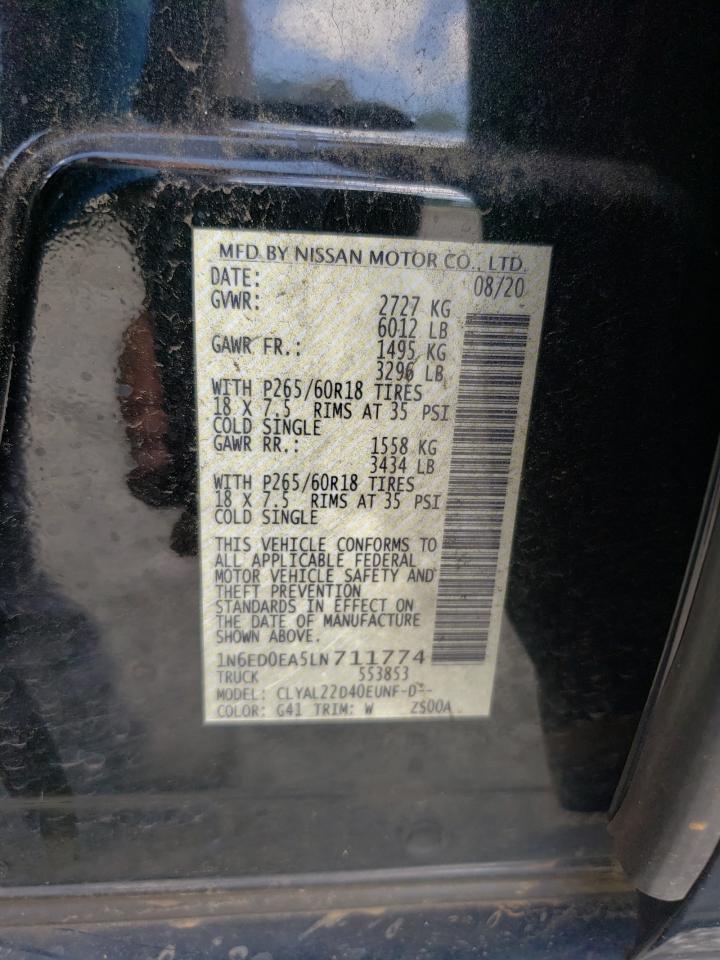 MFD BY NISSAN MOTOR CO., LTD.
DATE: 08/20
GVWR: 2727 KG
6012 LB
GAWR FR.: 1495 KG
3296 LB
WITH P265/60R18 TIRES
18 X 7.5 RIMS AT 35 PSI
COLD SINGLE
GAWR RR.: 1558 KG
3434 LB
WITH P265/60R18 TIRES
18 X 7.5 RIMS AT 35 PSI
COLD SINGLE
THIS VEHICLE CONFORMS TO
ALL APPLICABLE FEDERAL
MOTOR VEHICLE SAFETY AND
THEFT PREVENTION
STANDARDS IN EFFECT ON
THE DATE OF MANUFACTURE
SHOWN ABOVE.
1N6ED0EA5LN711774
TRUCK 553853
MODEL: CLYAL22D40EUNF-D--
COLOR: G41 TRIM: W ZS00A